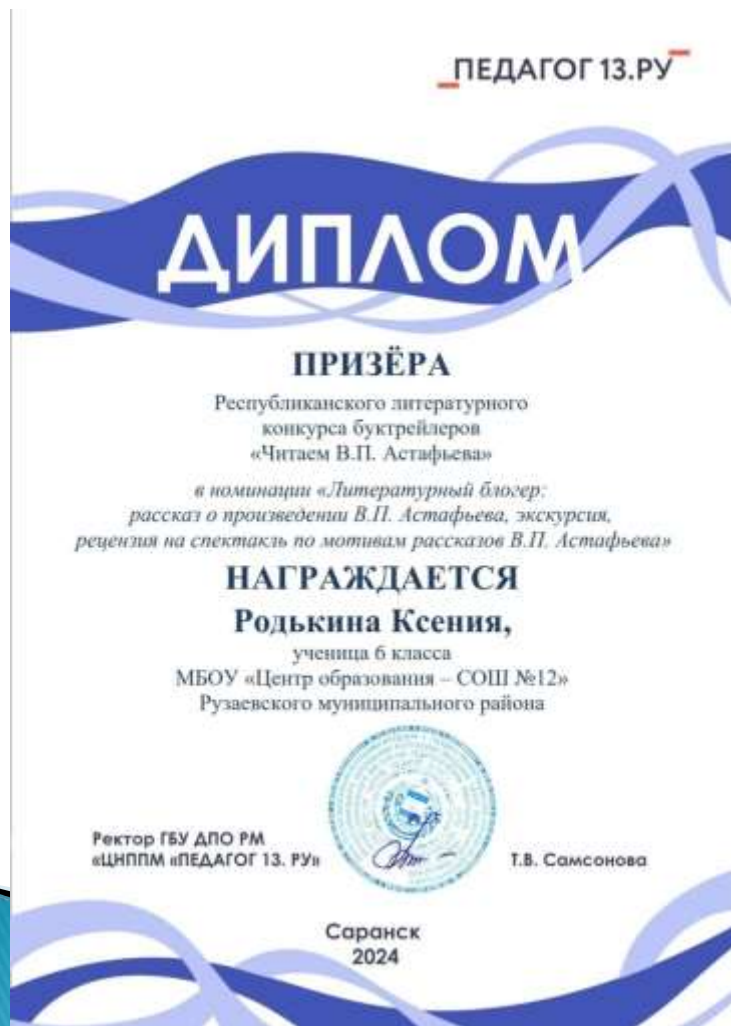 ПЕДАГОГ 13.РУ
ДИПЛОМ
ПРИЗЁРА
Республиканского литературного
конкурса буктрейлеров
«Читаем В.П. Астафьева»
в номинации «Литературный блогер:
рассказ о произведении В.П. Астафьева, экскурсия,
рецензия на спектакль по мотивам рассказов В.П. Астафьева»
НАГРАЖДАЕТСЯ
Родькина Ксения,
ученица 6 класса
МБОУ «Центр образования – СОШ №12»
Рузаевского муниципального района
Ректор ГБУ ДПО РМ
«ЦНППМ «ПЕДАГОГ 13. РУ»
Т.В. Самсонова
Саранск
2024